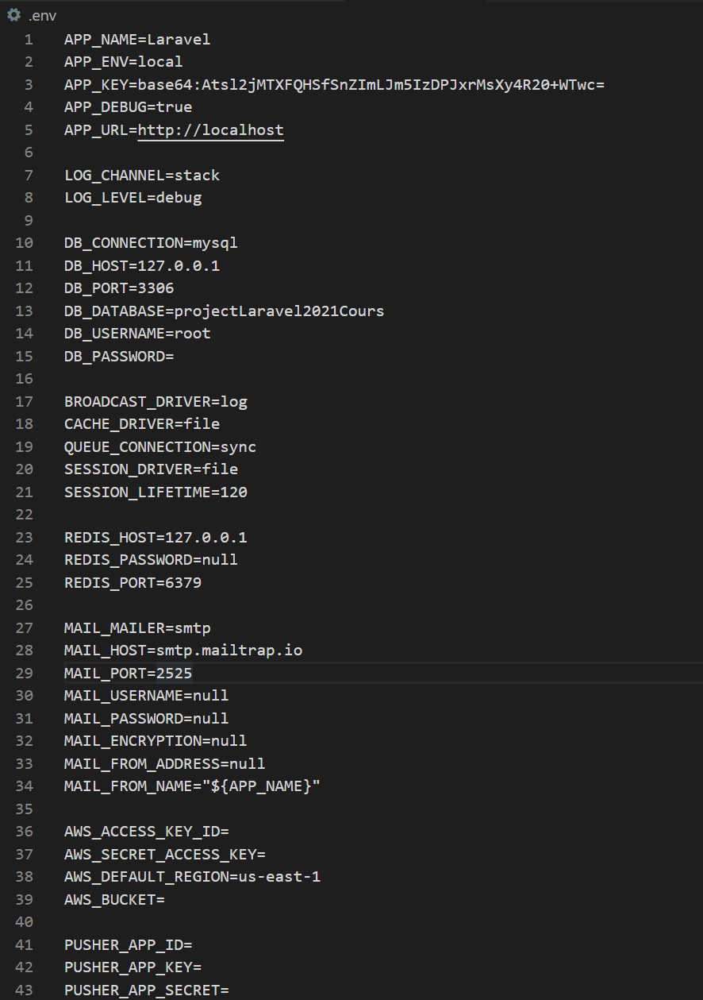 .env
1 APP_NAME=Laravel
2 APP_ENV=local
3 APP_KEY=base64:Atsl2jMTXFQHSfSnZImLJm5IzDPJxrMsXy4R20+WTwc=
4 APP_DEBUG=true
5 APP_URL=http://localhost
6
7 LOG_CHANNEL=stack
8 LOG_LEVEL=debug
9
10 DB_CONNECTION=mysql
11 DB_HOST=127.0.0.1
12 DB_PORT=3306
13 DB_DATABASE=projectLaravel2021Cours
14 DB_USERNAME=root
15 DB_PASSWORD=
16
17 BROADCAST_DRIVER=log
18 CACHE_DRIVER=file
19 QUEUE_CONNECTION=sync
20 SESSION_DRIVER=file
21 SESSION_LIFETIME=120
22
23 REDIS_HOST=127.0.0.1
24 REDIS_PASSWORD=null
25 REDIS_PORT=6379
26
27 MAIL_MAILER=smtp
28 MAIL_HOST=smtp.mailtrap.io
29 MAIL_PORT=2525
30 MAIL_USERNAME=null
31 MAIL_PASSWORD=null
32 MAIL_ENCRYPTION=null
33 MAIL_FROM_ADDRESS=null
34 MAIL_FROM_NAME="${APP_NAME}"
35
36 AWS_ACCESS_KEY_ID=
37 AWS_SECRET_ACCESS_KEY=
38 AWS_DEFAULT_REGION=us-east-1
39 AWS_BUCKET=
40
41 PUSHER_APP_ID=
42 PUSHER_APP_KEY=
43 PUSHER_APP_SECRET=